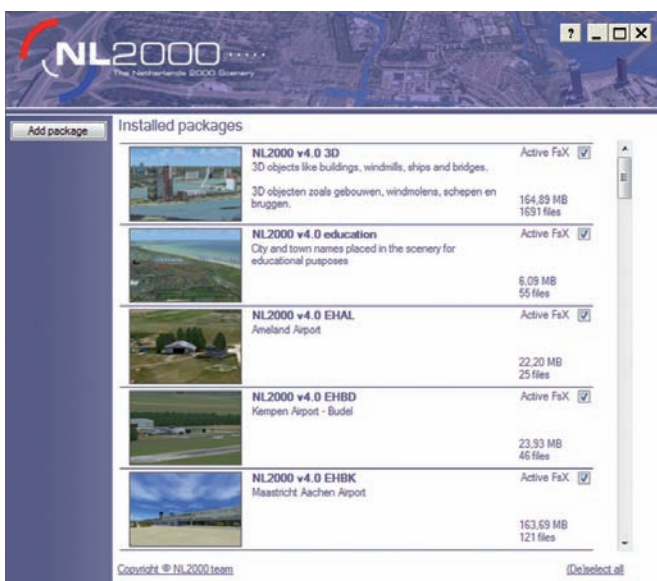 NL2000
The Netherlands 2000 Scenery
?
Add package
Installed packages
NL2000 v4.0 3D
Active FsX
3D objects like buildings, windmills, ships and bridges.
3D objecten zoals gebouwen, windmolens, schepen en
bruggen.
164,89 MB
1691 files
NL2000 v4.0 education
Active FsX
City and town names placed in the scenery for
educational pusposes
6,09 MB
55 files
NL2000 v4.0 EHAL
Active FsX
Ameland Airport
22,20 MB
25 files
NL2000 v4.0 EHBD
Active FsX
Kempen Airport - Budel
23,93 MB
46 files
NL2000 v4.0 EHBK
Active FsX
Maastricht Aachen Airport
163,69 MB
121 files
Copyright © NL2000 team
(De)select all